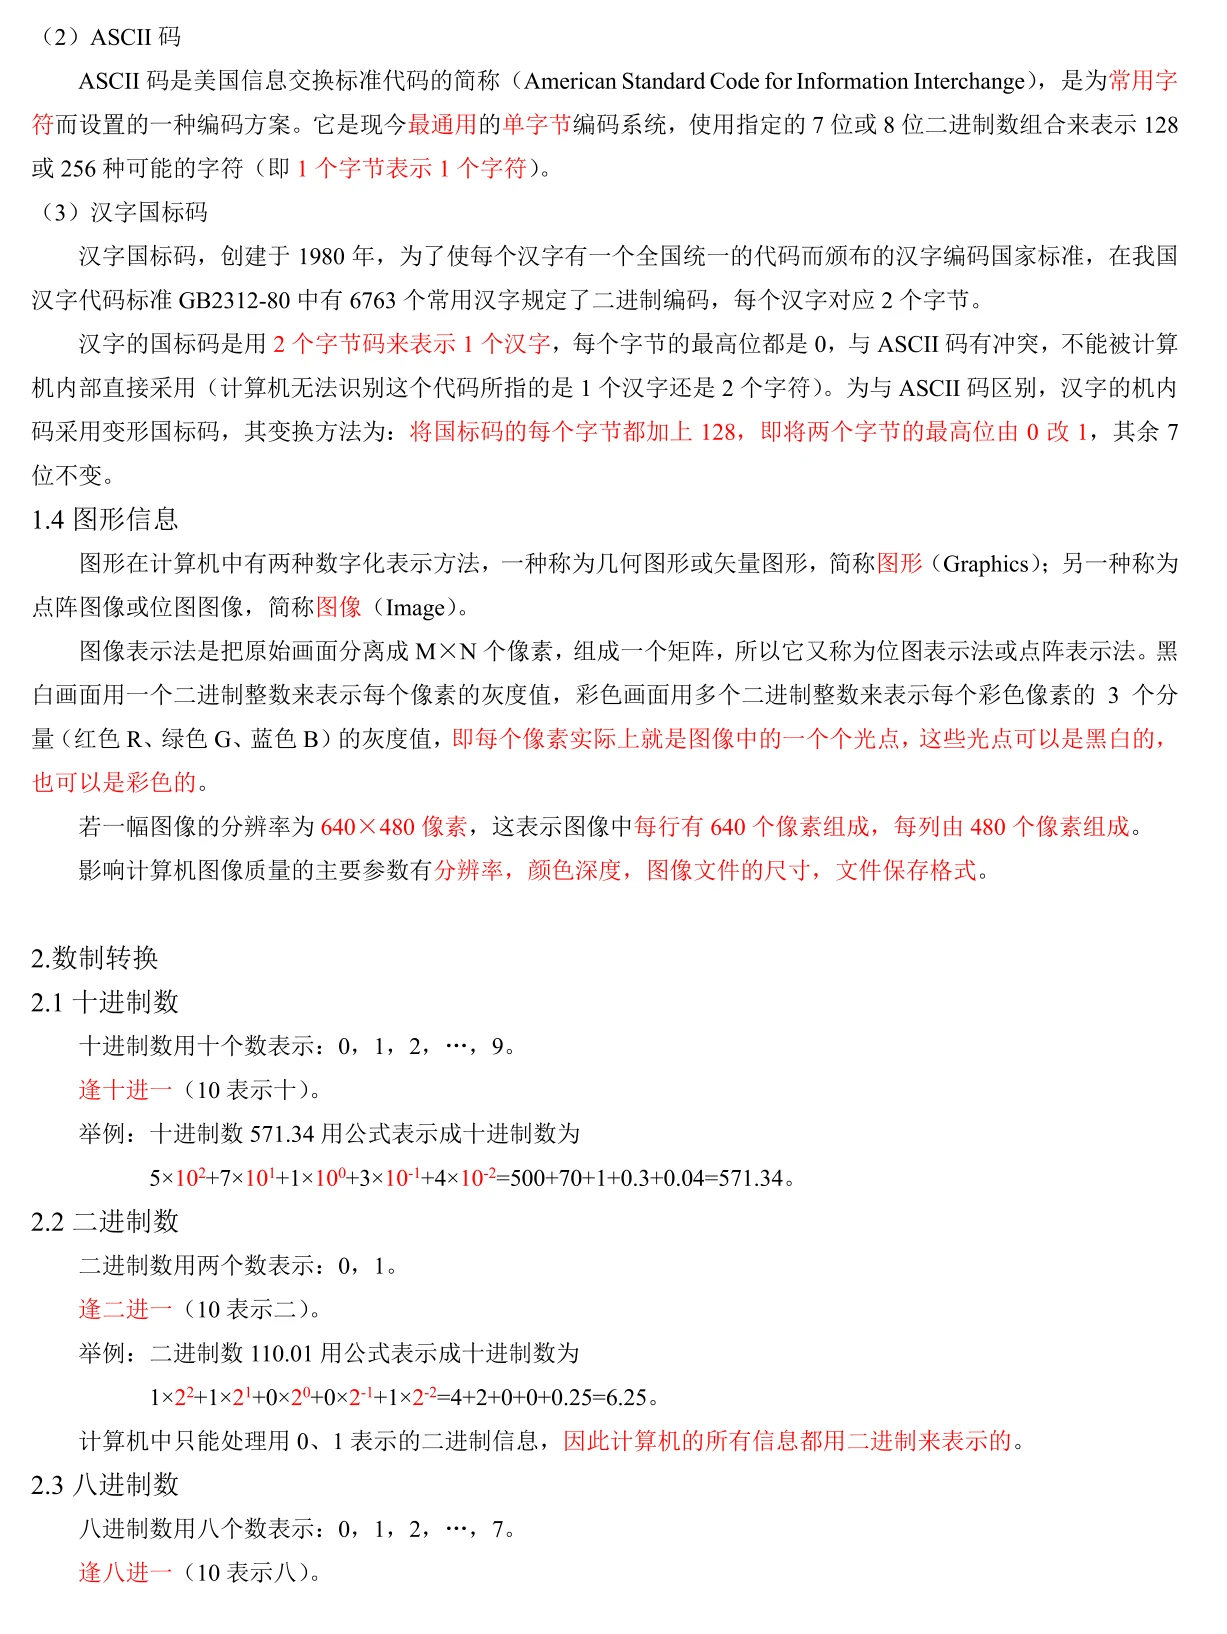 （2）ASCII 码
ASCII 码是美国信息交换标准代码的简称（American Standard Code for Information Interchange），是为常用字
符而设置的一种编码方案。它是现今最通用的单字节编码系统，使用指定的 7 位或 8 位二进制数组合来表示 128
或 256 种可能的字符（即 1 个字节表示 1 个字符）。
（3）汉字国标码
汉字国标码，创建于 1980 年，为了使每个汉字有一个全国统一的代码而颁布的汉字编码国家标准，在我国
汉字代码标准 GB2312-80 中有 6763 个常用汉字规定了二进制编码，每个汉字对应 2 个字节。
汉字的国标码是用 2 个字节码来表示 1 个汉字，每个字节的最高位都是 0，与 ASCII 码有冲突，不能被计算
机内部直接采用（计算机无法识别这个代码所指的是 1 个汉字还是 2 个字符）。为与 ASCII 码区别，汉字的机内
码采用变形国标码，其变换方法为：将国标码的每个字节都加上 128，即将两个字节的最高位由 0 改 1，其余 7
位不变。
1.4 图形信息
图形在计算机中有两种数字化表示方法，一种称为几何图形或矢量图形，简称图形（Graphics）；另一种称为
点阵图像或位图图像，简称图像（Image）。
图像表示法是把原始画面分离成 M×N 个像素，组成一个矩阵，所以它又称为位图表示法或点阵表示法。黑
白画面用一个二进制整数来表示每个像素的灰度值，彩色画面用多个二进制整数来表示每个彩色像素的 3 个分
量（红色 R、绿色 G、蓝色 B）的灰度值，即每个像素实际上就是图像中的一个个光点，这些光点可以是黑白的，
也可以是彩色的。
若一幅图像的分辨率为 640×480 像素，这表示图像中每行有 640 个像素组成，每列由 480 个像素组成。
影响计算机图像质量的主要参数有分辨率，颜色深度，图像文件的尺寸，文件保存格式。
2.数制转换
2.1 十进制数
十进制数用十个数表示：0，1，2，…，9。
逢十进一（10 表示十）。
举例：十进制数 571.34 用公式表示成十进制数为
5×10²+7×10¹+1×10⁰+3×10⁻¹+4×10⁻²=500+70+1+0.3+0.04=571.34。
2.2 二进制数
二进制数用两个数表示：0，1。
逢二进一（10 表示二）。
举例：二进制数 110.01 用公式表示成十进制数为
1×2²+1×2¹+0×2⁰+0×2⁻¹+1×2⁻²=4+2+0+0+0.25=6.25。
计算机中只能处理用 0、1 表示的二进制信息，因此计算机的所有信息都用二进制来表示的。
2.3 八进制数
八进制数用八个数表示：0，1，2，…，7。
逢八进一（10 表示八）。